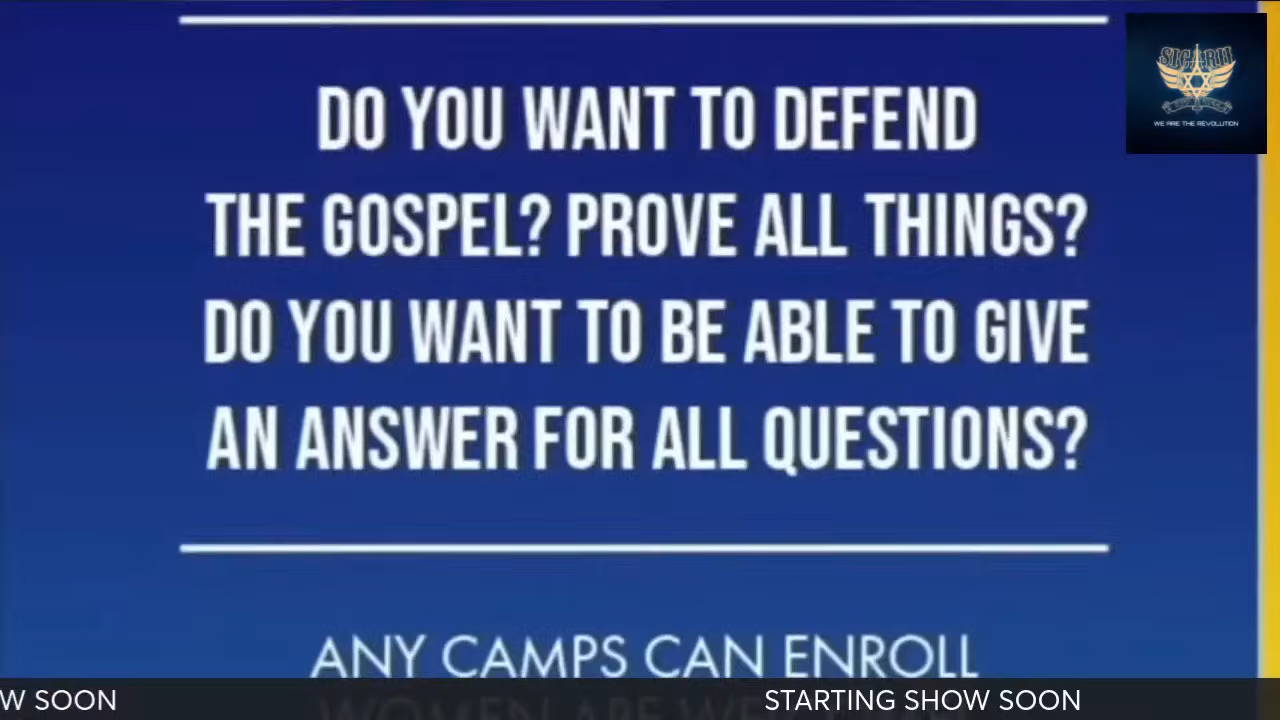 SICARII
WE ARE THE REVOLUTION
DO YOU WANT TO DEFEND
THE GOSPEL? PROVE ALL THINGS?
DO YOU WANT TO BE ABLE TO GIVE
AN ANSWER FOR ALL QUESTIONS?
ANY CAMPS CAN ENROLL
W SOON
STARTING SHOW SOON